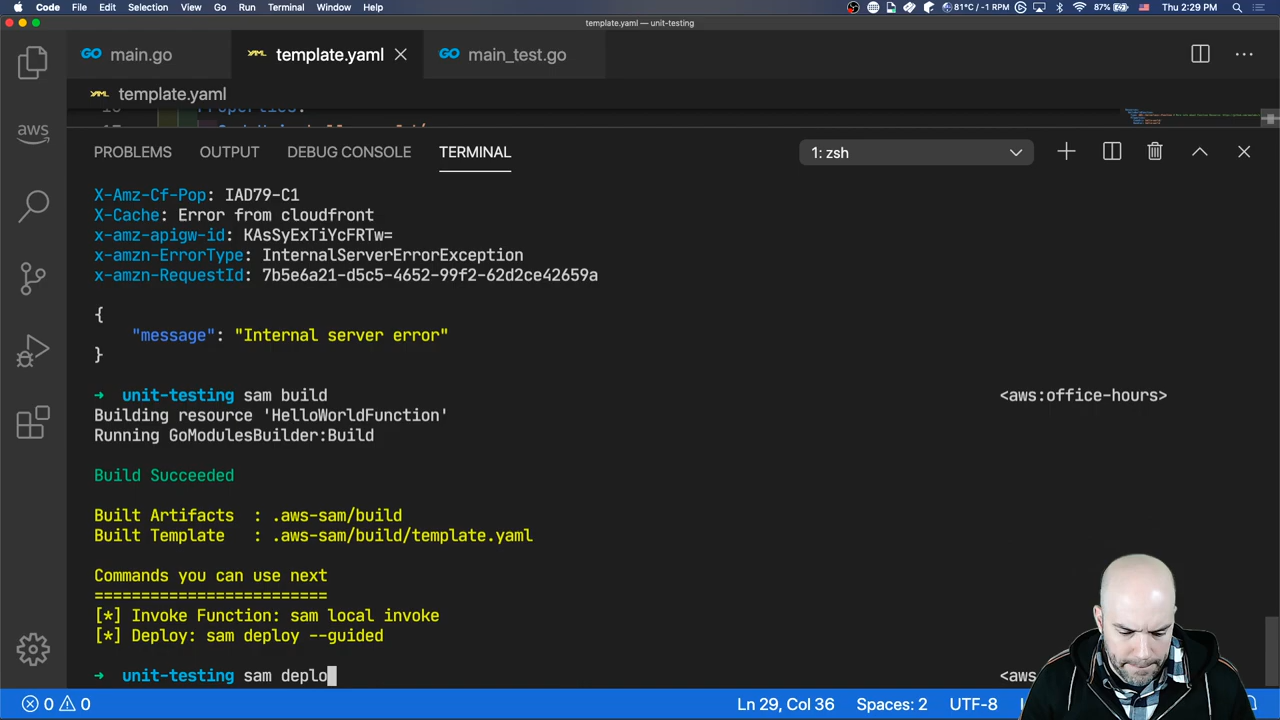 Code File Edit Selection View Go Run Terminal Window Help 81°C/ -1 RPM 87% Thu 2:29 PM
template.yaml — unit-testing
main.go template.yaml main_test.go
template.yaml
PROBLEMS OUTPUT DEBUG CONSOLE TERMINAL 1: zsh
aws
X-Amz-Cf-Pop: IAD79-C1
X-Cache: Error from cloudfront
x-amz-apigw-id: KAsSyExTiYcFRTw=
x-amzn-ErrorType: InternalServerErrorException
x-amzn-RequestId: 7b5e6a21-d5c5-4652-99f2-62d2ce42659a
{
"message": "Internal server error"
}
➜ unit-testing sam build <aws:office-hours>
Building resource 'HelloWorldFunction'
Running GoModulesBuilder:Build
Build Succeeded
Built Artifacts : .aws-sam/build
Built Template : .aws-sam/build/template.yaml
Commands you can use next
=========================
[*] Invoke Function: sam local invoke
[*] Deploy: sam deploy --guided
➜ unit-testing sam deplo <aws
0 0 Ln 29, Col 36 Spaces: 2 UTF-8